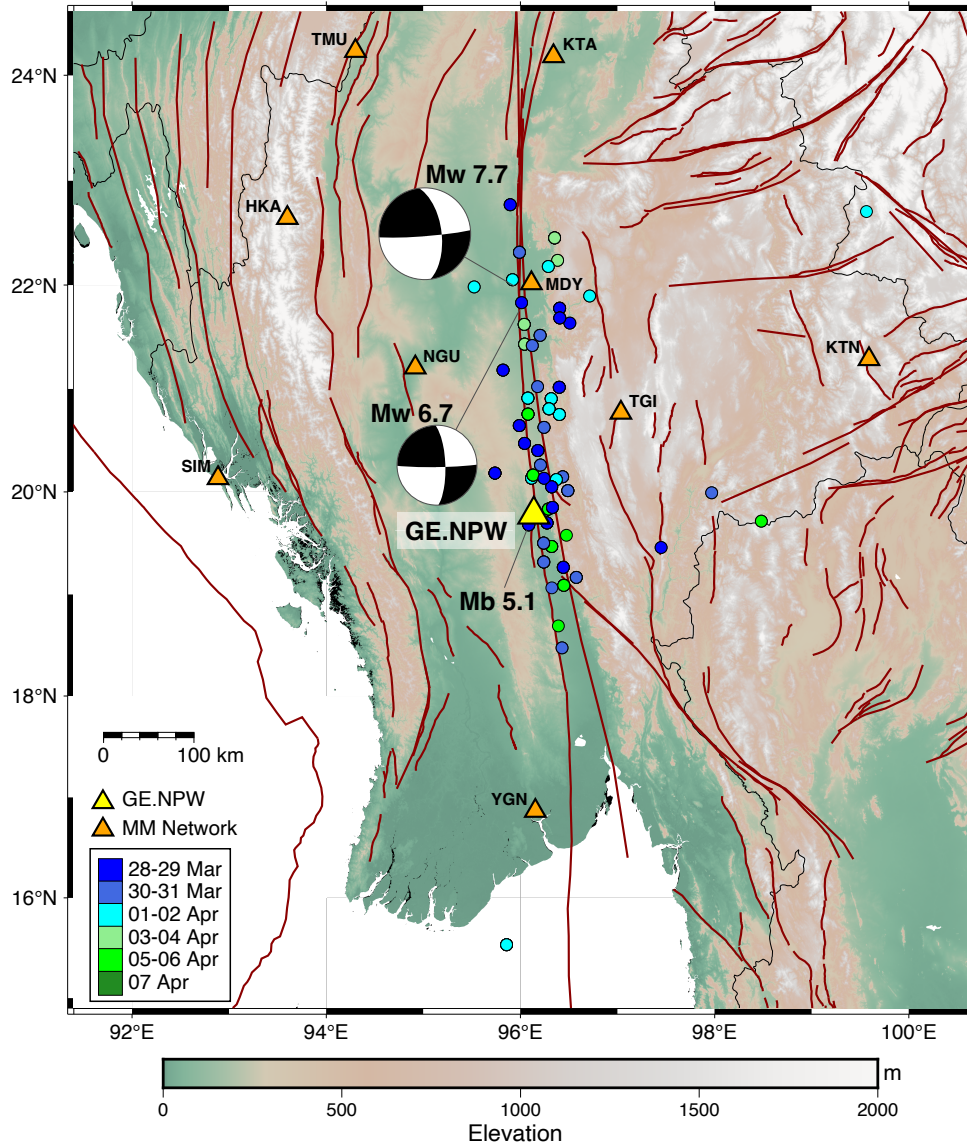 TMU
KTA
24°N
Mw 7.7
HKA
22°N
MDY
NGU
KTN
Mw 6.7
TGI
SIM
20°N
GE.NPW
Mb 5.1
18°N
0 100 km
GE.NPW
MM Network
YGN
28-29 Mar
30-31 Mar
01-02 Apr
03-04 Apr
05-06 Apr
07 Apr
16°N
92°E 94°E 96°E 98°E 100°E
m
0 500 1000 1500 2000
Elevation